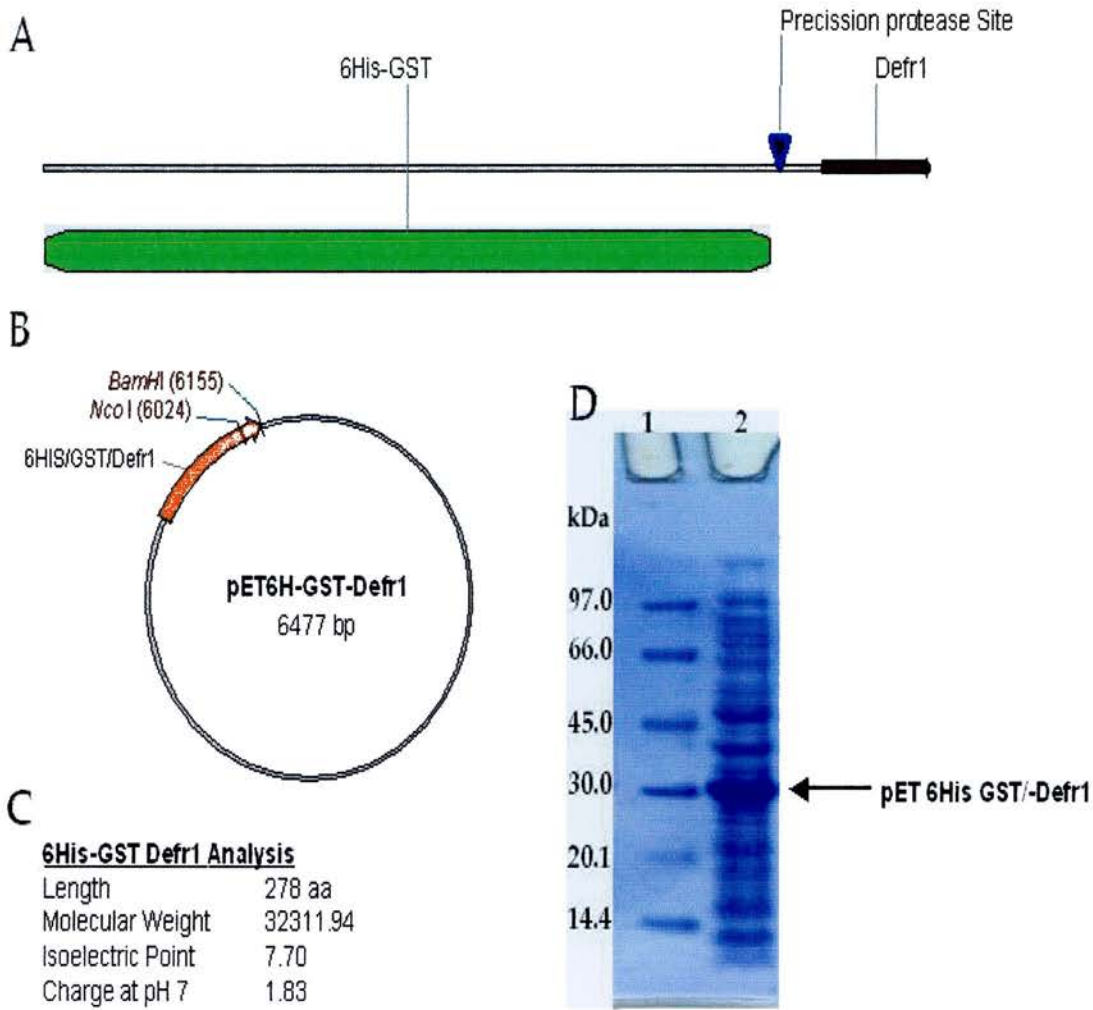 A
Precission protease Site
6His-GST
Defr1
B
BamHI (6155)
NcoI (6024)
6HIS/GST/Defr1
pET6H-GST-Defr1
6477 bp
C
6His-GST Defr1 Analysis
Length 278 aa
Molecular Weight 32311.94
Isoelectric Point 7.70
Charge at pH 7 1.83
D
1 2
kDa
97.0
66.0
45.0
30.0
20.1
14.4
pET 6His GST/-Defr1